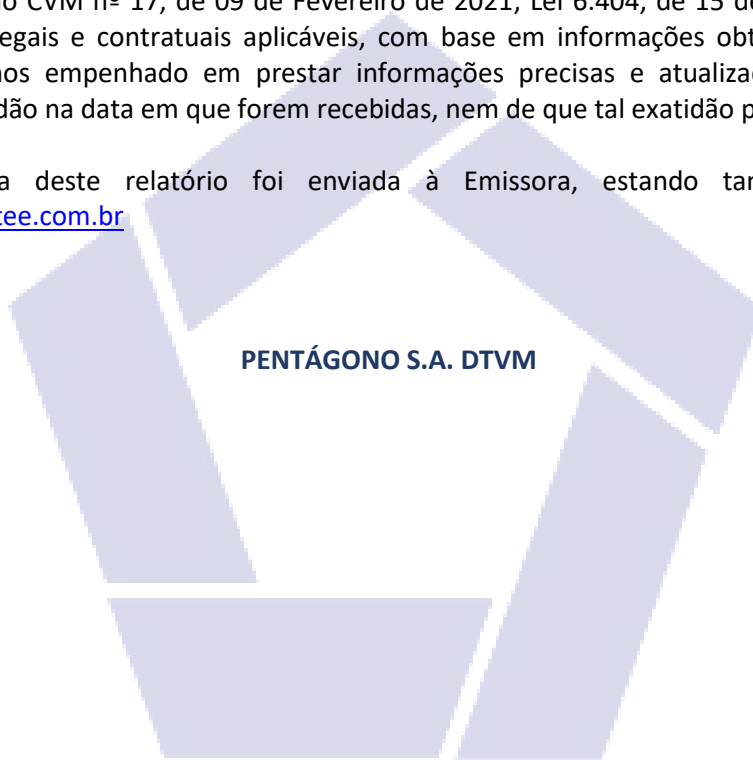 CVM nº 17, de 09 de Fevereiro de 2021, Lei 6.404, de 15 de
egais e contratuais aplicáveis, com base em informações obt
os empenhado em prestar informações precisas e atualiza
dão na data em que forem recebidas, nem de que tal exatidão p
a deste relatório foi enviada à Emissora, estando ta
tee.com.br
PENTÁGONO S.A. DTVM